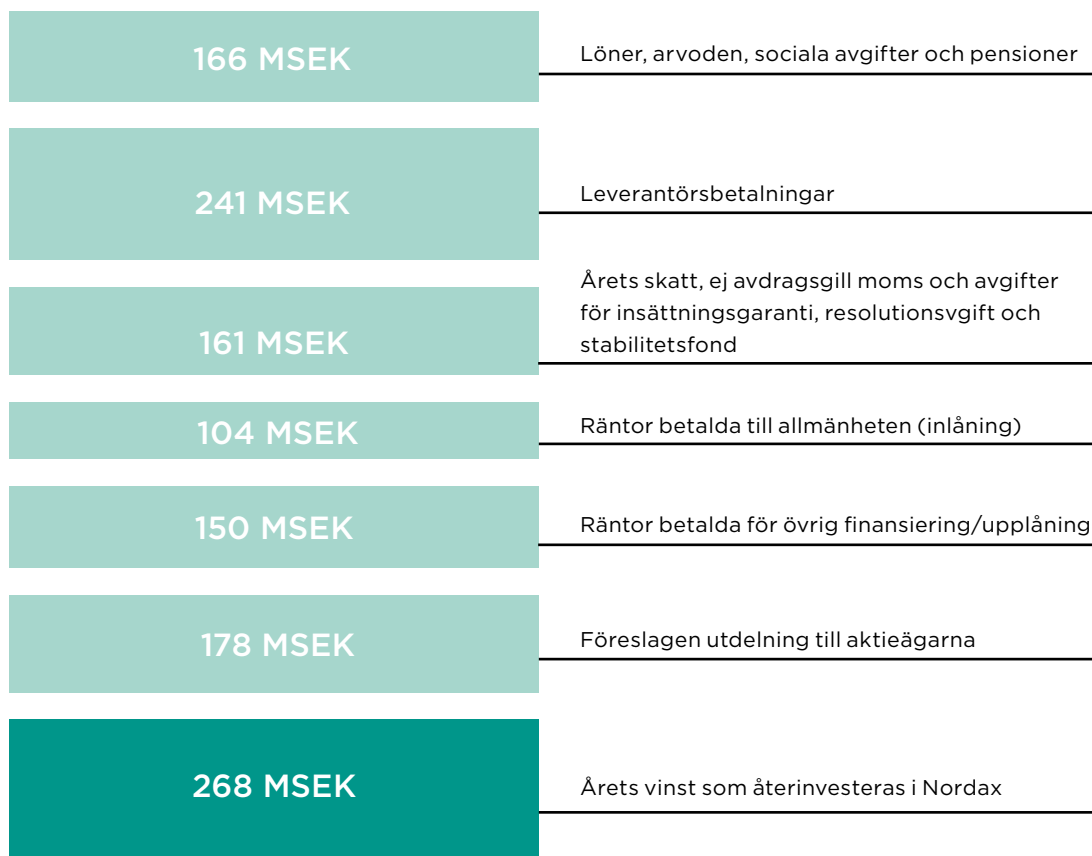 166 MSEK
Löner, arvoden, sociala avgifter och pensioner
241 MSEK
Leverantörsbetalningar
161 MSEK
Årets skatt, ej avdragsgill moms och avgifter
för insättningsgaranti, resolutionsvgift och
stabilitetsfond
104 MSEK
Räntor betalda till allmänheten (inlåning)
150 MSEK
Räntor betalda för övrig finansiering/upplåning
178 MSEK
Föreslagen utdelning till aktieägarna
268 MSEK
Årets vinst som återinvesteras i Nordax